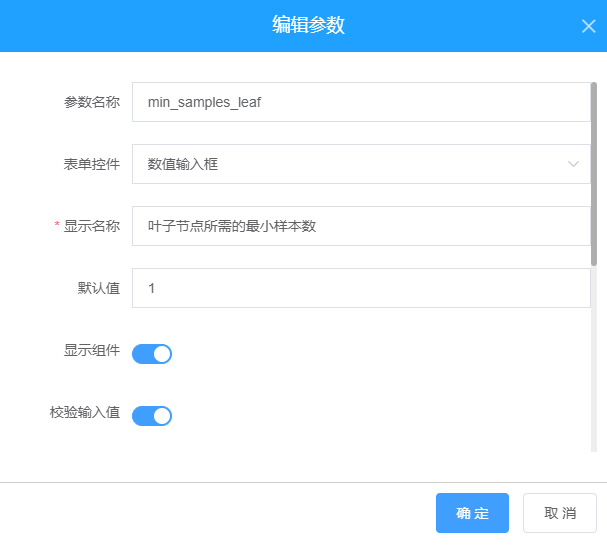 编辑参数
参数名称 min_samples_leaf
表单控件 数值输入框
* 显示名称 叶子节点所需的最小样本数
默认值 1
显示组件
校验输入值
确定 取消